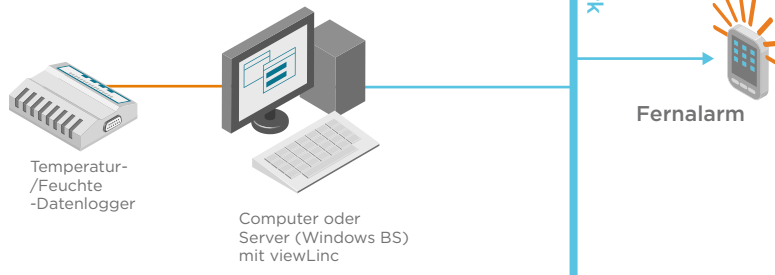 Fernalarm
Temperatur-
/Feuchte
-Datenlogger
Computer oder
Server (Windows BS)
mit viewLinc